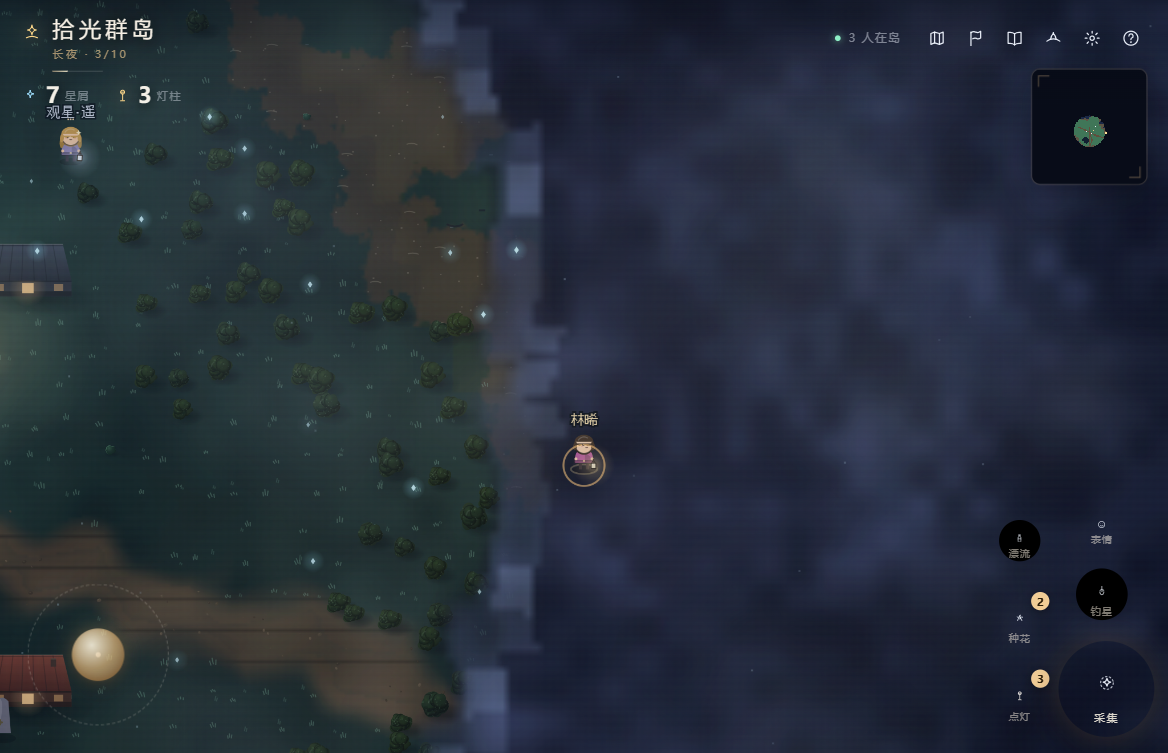 拾光群岛
长夜 · 3/10
7 星屑 3 灯柱
观星·遥
3 人在岛
林晞
漂流
表情
钓星
2
种花
3
点灯
采集